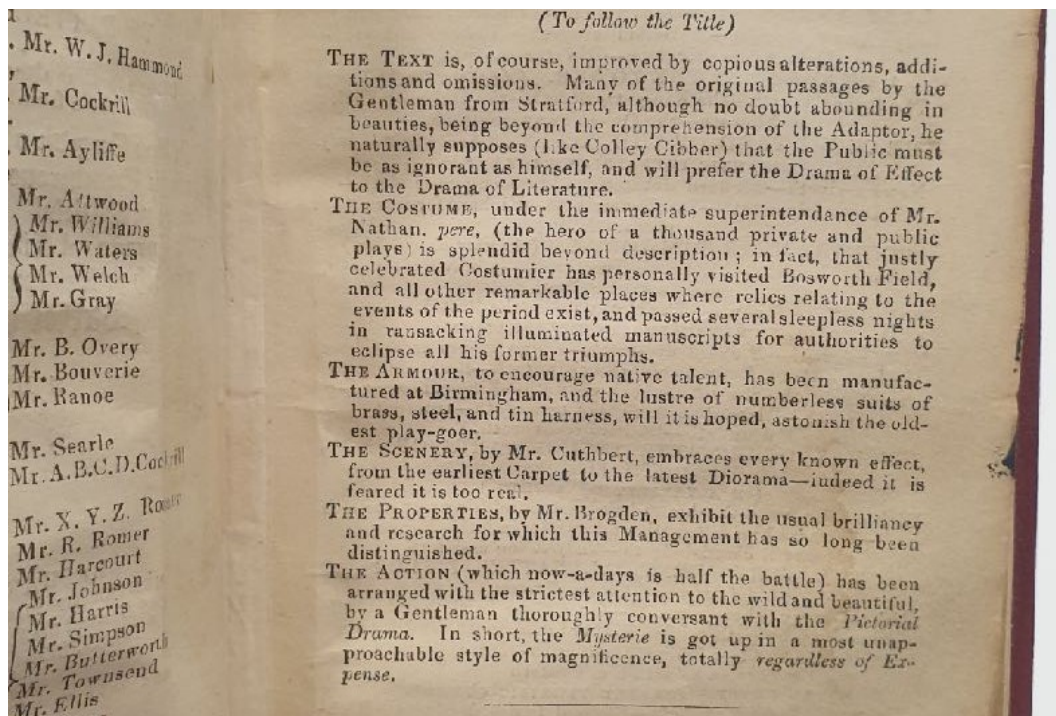 Mr. W. J. Hammond
Mr. Cockrill
Mr. Ayliffe
Mr. Attwood
Mr. Williams
Mr. Waters
Mr. Welch
Mr. Gray
Mr. B. Overy
Mr. Bouverie
Mr. Ranoe
Mr. Searle
Mr. A.B.C.D. Cockrill
Mr. X. Y. Z. Romer
Mr. R. Romer
Mr. Harcourt
Mr. Johnson
Mr. Harris
Mr. Simpson
Mr. Butterworth
Mr. Townsend
Mr. Ellis
(To follow the Title)
THE TEXT is, of course, improved by copious alterations, addi-
tions and omissions. Many of the original passages by the
Gentleman from Stratford, although no doubt abounding in
beauties, being beyond the comprehension of the Adaptor, he
naturally supposes (like Colley Cibber) that the Public must
be as ignorant as himself, and will prefer the Drama of Effect
to the Drama of Literature.
THE COSTUME, under the immediate superintendance of Mr.
Nathan. pere, (the hero of a thousand private and public
plays) is splendid beyond description; in fact, that justly
celebrated Costumier has personally visited Bosworth Field,
and all other remarkable places where relics relating to the
events of the period exist, and passed several sleepless nights
in ransacking illuminated manuscripts for authorities to
eclipse all his former triumphs.
THE ARMOUR, to encourage native talent, has been manufac-
tured at Birmingham, and the lustre of numberless suits of
brass, steel, and tin harness, will it is hoped, astonish the old-
est play-goer.
THE SCENERY, by Mr. Cuthbert, embraces every known effect,
from the earliest Carpet to the latest Diorama—indeed it is
feared it is too real.
THE PROPERTIES, by Mr. Brogden, exhibit the usual brilliancy
and research for which this Management has so long been
distinguished.
THE ACTION (which now-a-days is half the battle) has been
arranged with the strictest attention to the wild and beautiful,
by a Gentleman thoroughly conversant with the Pictorial
Drama. In short, the Mysterie is got up in a most unap-
proachable style of magnificence, totally regardless of Ex-
pense.